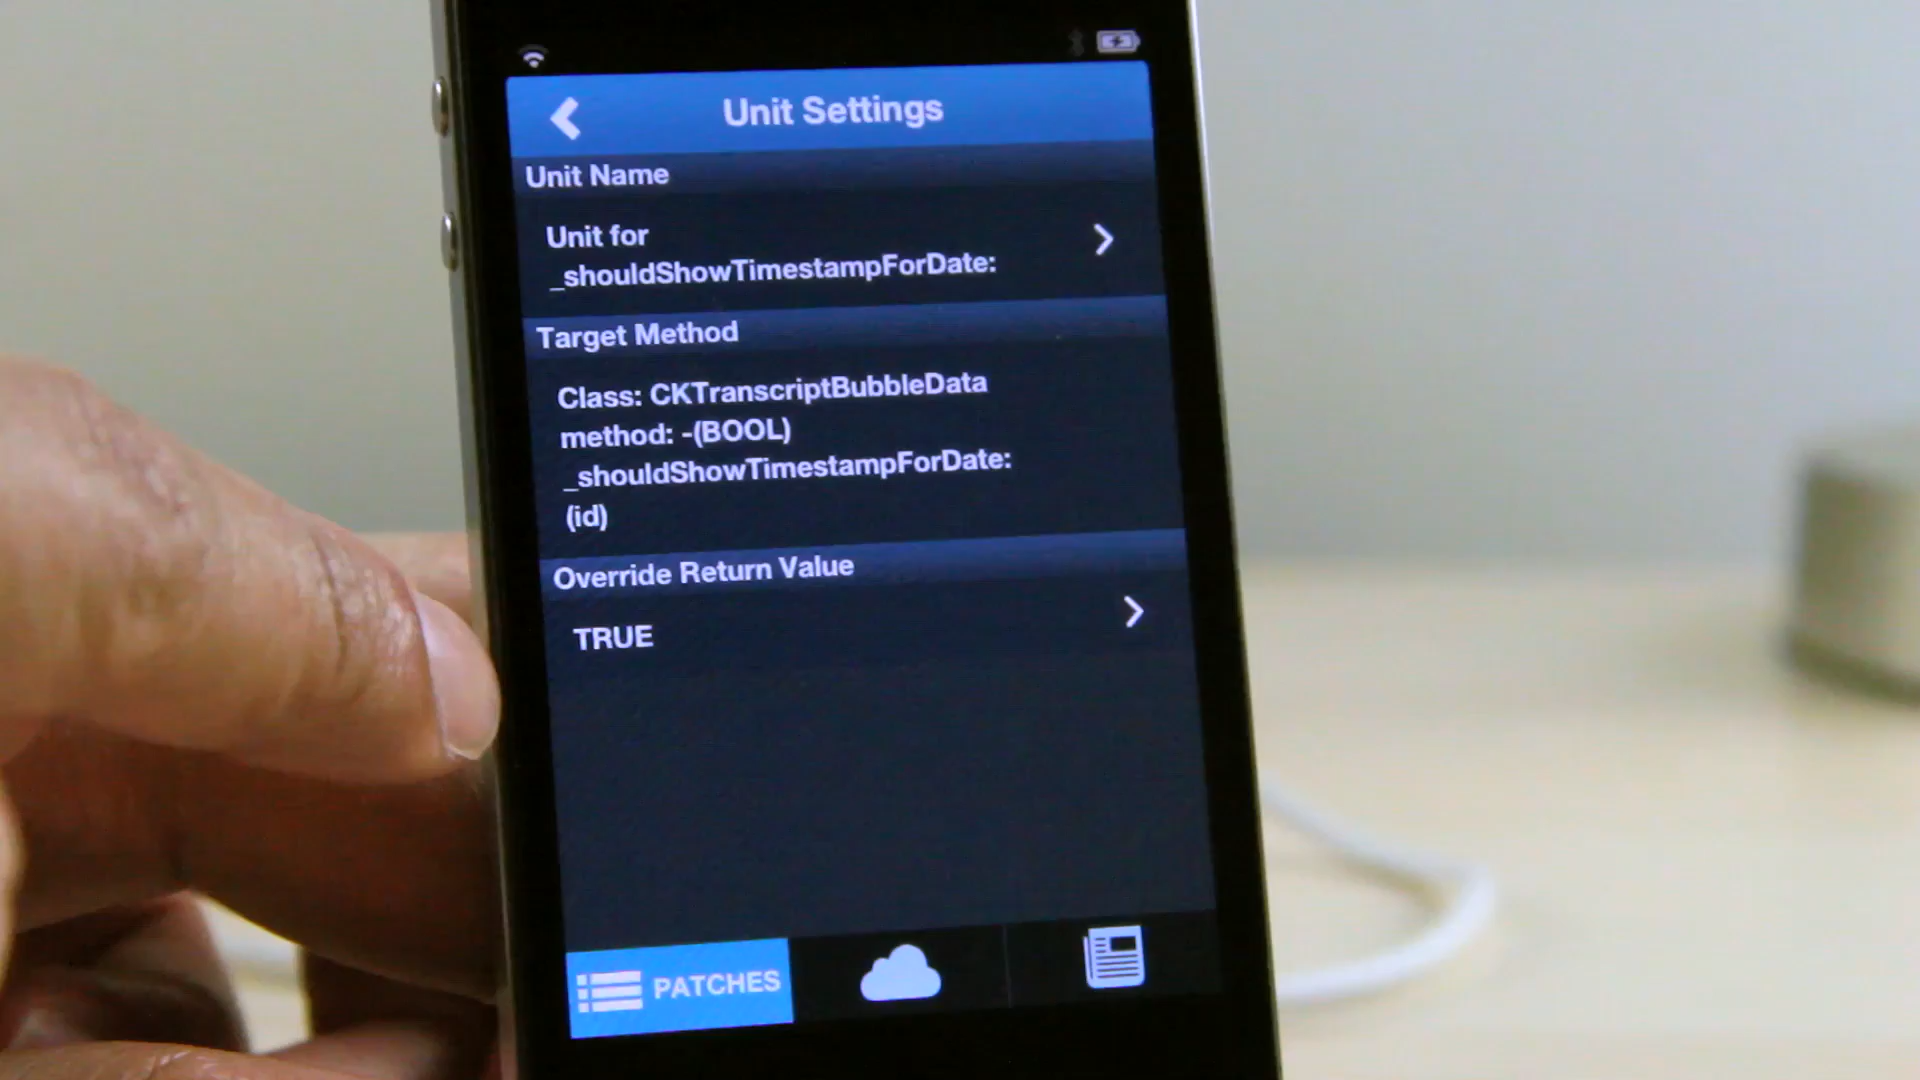 Unit Settings
Unit Name
Unit for
_shouldShowTimestampForDate:
Target Method
Class: CKTranscriptBubbleData
method: -(BOOL)
_shouldShowTimestampForDate:
(id)
Override Return Value
TRUE
PATCHES